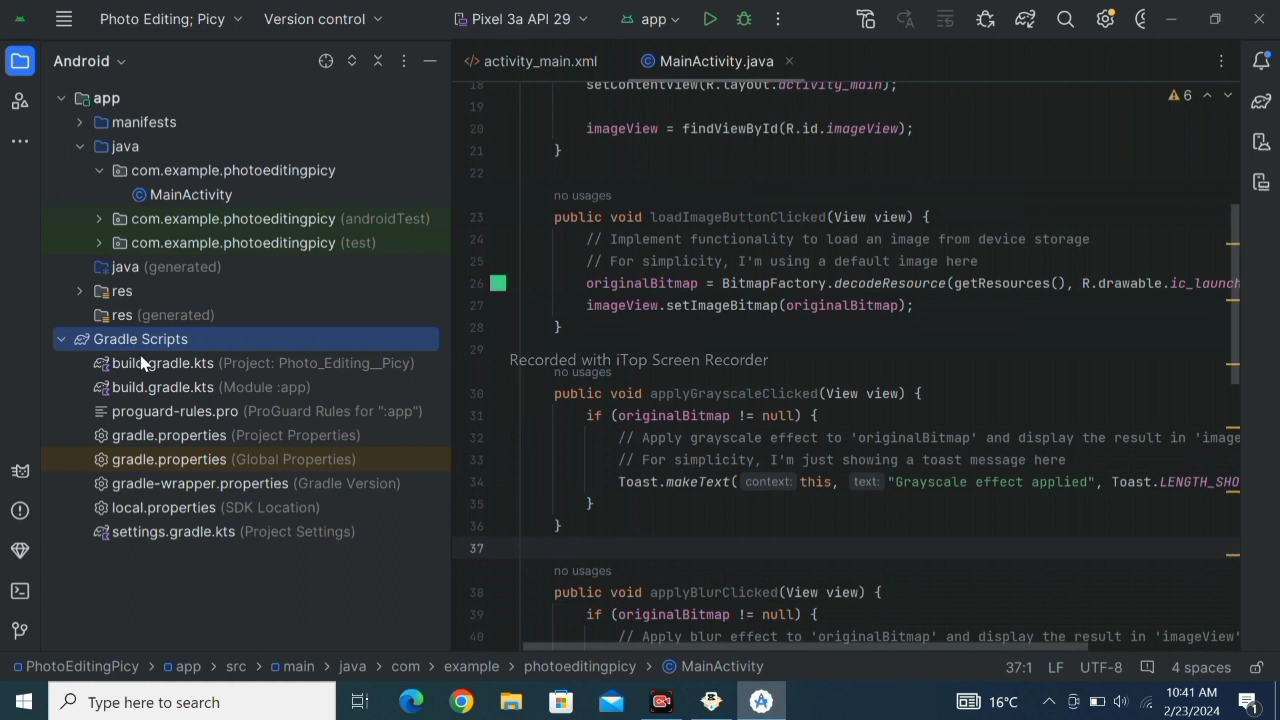 Photo Editing; Picy
Version control
Pixel 3a API 29
app
Android
app
manifests
java
com.example.photoeditingpicy
MainActivity
com.example.photoeditingpicy (androidTest)
com.example.photoeditingpicy (test)
java (generated)
res
res (generated)
Gradle Scripts
build.gradle.kts (Project: Photo_Editing__Picy)
build.gradle.kts (Module :app)
proguard-rules.pro (ProGuard Rules for ":app")
gradle.properties (Project Properties)
gradle.properties (Global Properties)
gradle-wrapper.properties (Gradle Version)
local.properties (SDK Location)
settings.gradle.kts (Project Settings)
activity_main.xml
MainActivity.java
6
18 setContentView(R.layout.activity_main);
19
20 imageView = findViewById(R.id.imageView);
21 }
22
no usages
23 public void loadImageButtonClicked(View view) {
24 // Implement functionality to load an image from device storage
25 // For simplicity, I'm using a default image here
26 originalBitmap = BitmapFactory.decodeResource(getResources(), R.drawable.ic_launch
27 imageView.setImageBitmap(originalBitmap);
28 }
29
Recorded with iTop Screen Recorder
no usages
30 public void applyGrayscaleClicked(View view) {
31 if (originalBitmap != null) {
32 // Apply grayscale effect to 'originalBitmap' and display the result in 'image
33 // For simplicity, I'm just showing a toast message here
34 Toast.makeText( context: this, text: "Grayscale effect applied", Toast.LENGTH_SHO
35 }
36 }
37
no usages
38 public void applyBlurClicked(View view) {
39 if (originalBitmap != null) {
40 // Apply blur effect to 'originalBitmap' and display the result in 'imageView'
PhotoEditingPicy > app > src > main > java > com > example > photoeditingpicy > MainActivity
37:1 LF UTF-8 4 spaces
Type here to search
16°C
10:41 AM
2/23/2024
1